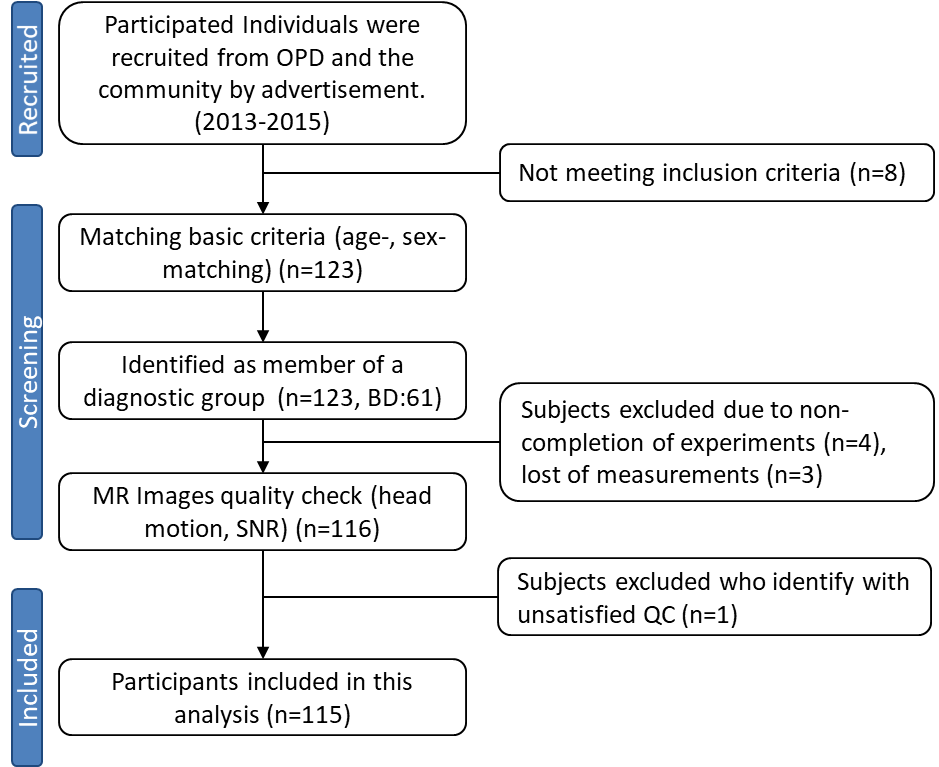 Recruited
Participated Individuals were
recruited from OPD and the
community by advertisement.
(2013-2015)
Not meeting inclusion criteria (n=8)
Screening
Matching basic criteria (age-, sex-
matching) (n=123)
Identified as member of a
diagnostic group (n=123, BD:61)
Subjects excluded due to non-
completion of experiments (n=4),
lost of measurements (n=3)
MR Images quality check (head
motion, SNR) (n=116)
Subjects excluded who identify with
unsatisfied QC (n=1)
Included
Participants included in this
analysis (n=115)